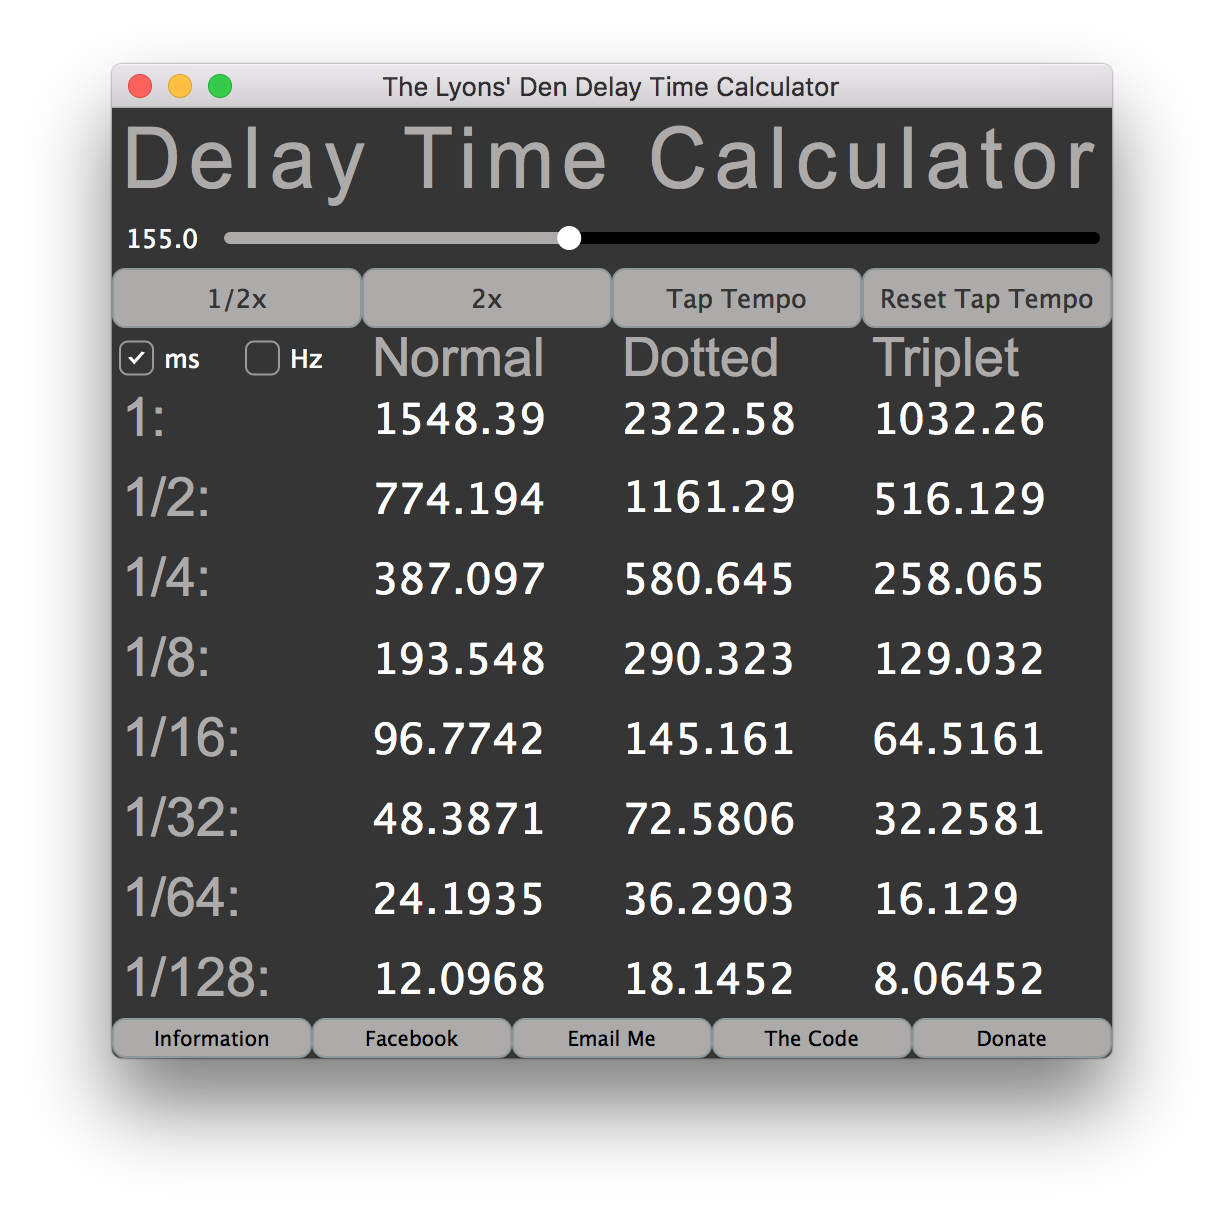 The Lyons' Den Delay Time Calculator
Delay Time Calculator
155.0
1/2x 2x Tap Tempo Reset Tap Tempo
ms Hz Normal Dotted Triplet
1: 1548.39 2322.58 1032.26
1/2: 774.194 1161.29 516.129
1/4: 387.097 580.645 258.065
1/8: 193.548 290.323 129.032
1/16: 96.7742 145.161 64.5161
1/32: 48.3871 72.5806 32.2581
1/64: 24.1935 36.2903 16.129
1/128: 12.0968 18.1452 8.06452
Information Facebook Email Me The Code Donate